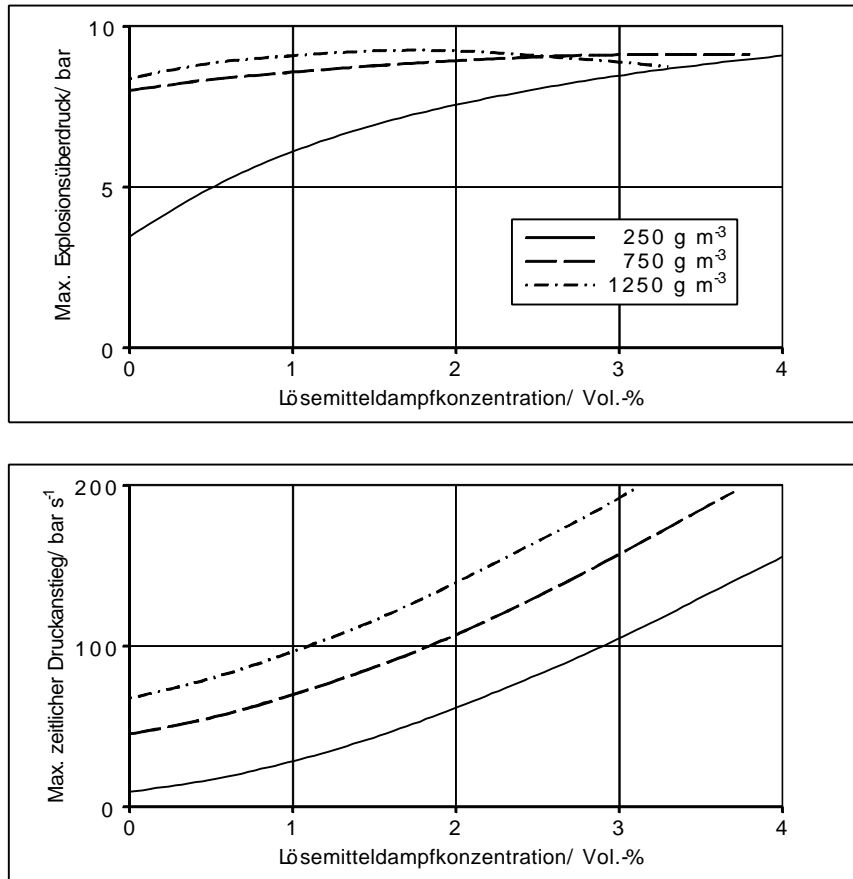 Max. Explosionsüberdruck/ bar
10
5
0
250 g m-3
750 g m-3
1250 g m-3
0 1 2 3 4
Lösemitteldampfkonzentration/ Vol.-%
Max. zeitlicher Druckanstieg/ bar s-1
200
100
0
0 1 2 3 4
Lösemitteldampfkonzentration/ Vol.-%